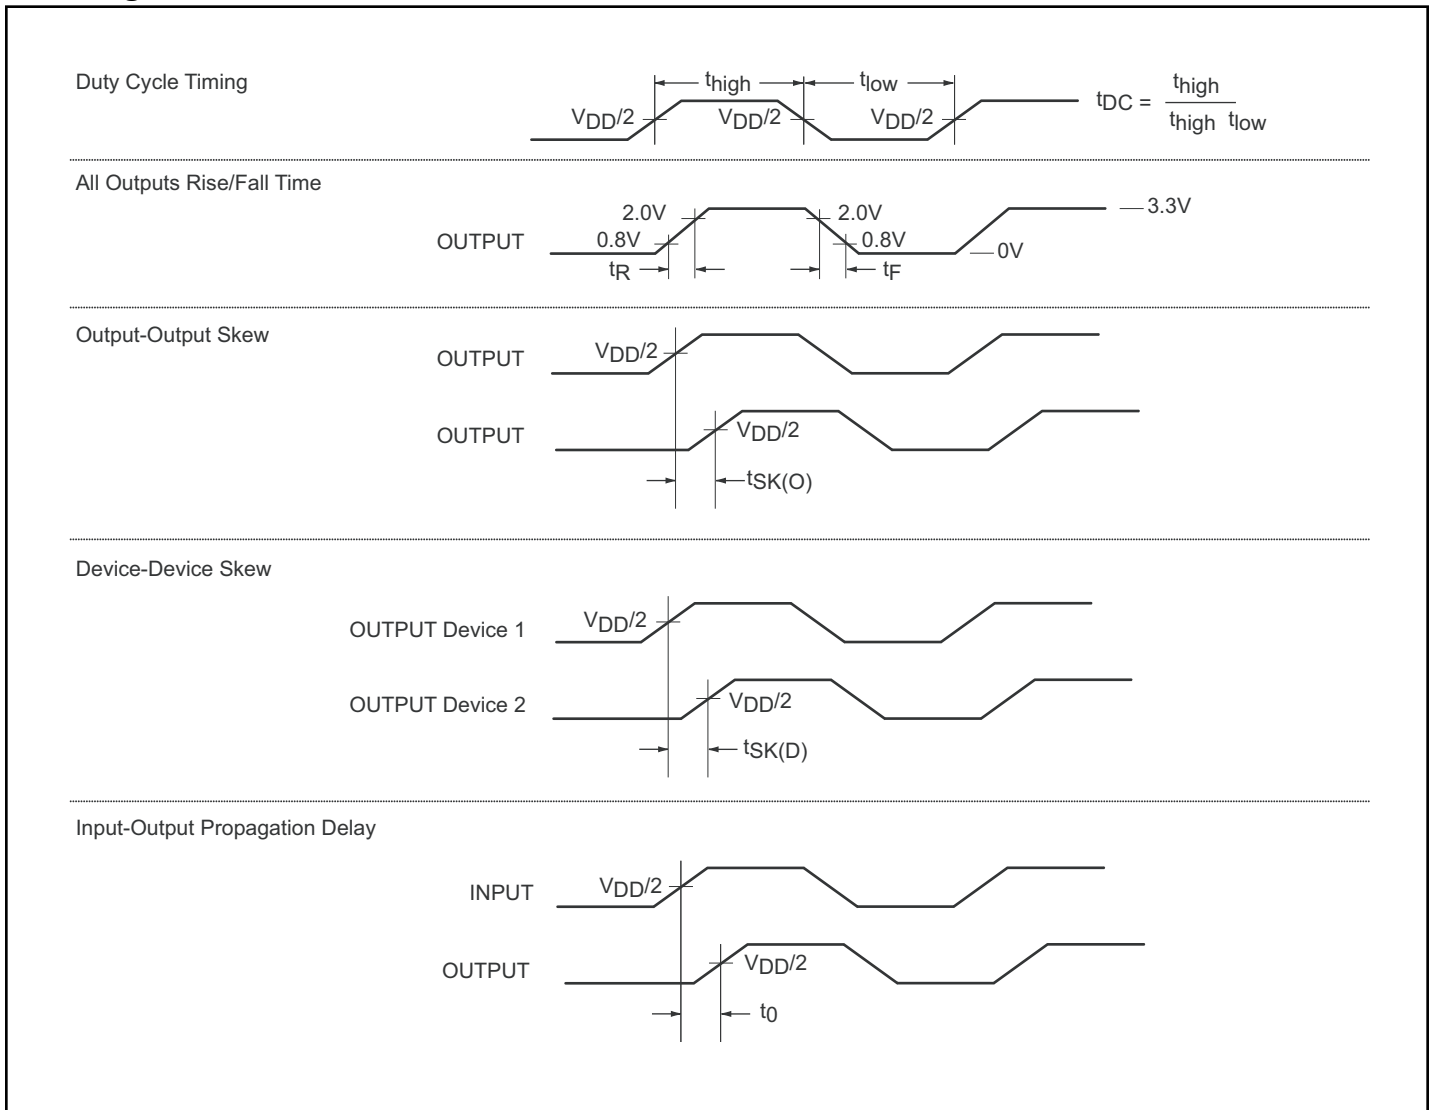 Duty Cycle Timing
thigh
tlow
VDD/2
VDD/2
VDD/2
tDC = thigh
thigh tlow
All Outputs Rise/Fall Time
OUTPUT
2.0V
0.8V
tR
2.0V
0.8V
tF
3.3V
0V
Output-Output Skew
OUTPUT
VDD/2
OUTPUT
VDD/2
tSK(O)
Device-Device Skew
OUTPUT Device 1
VDD/2
OUTPUT Device 2
VDD/2
tSK(D)
Input-Output Propagation Delay
INPUT
VDD/2
OUTPUT
VDD/2
t0